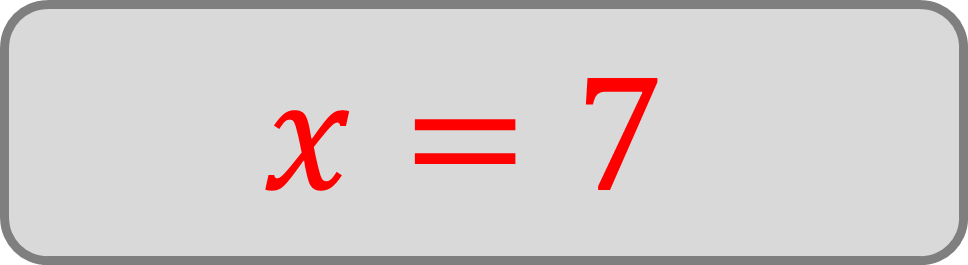 x = 7